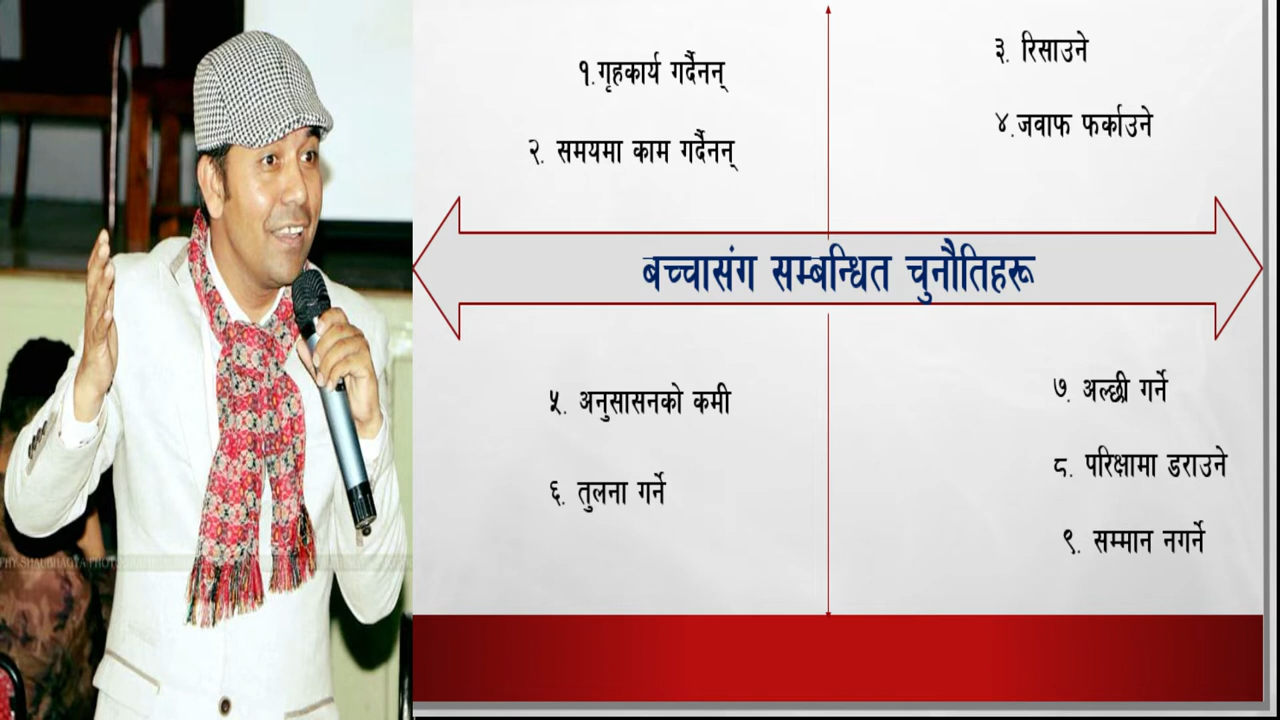 १.गृहकार्य गर्दैनन्
२. समयमा काम गर्दैनन्
३. रिसाउने
४.जवाफ फर्काउने
बच्चासंग सम्बन्धित चुनौतिहरू
५. अनुसासनको कमी
६. तुलना गर्ने
७. अल्छी गर्ने
८. परिक्षामा डराउने
९. सम्मान नगर्ने